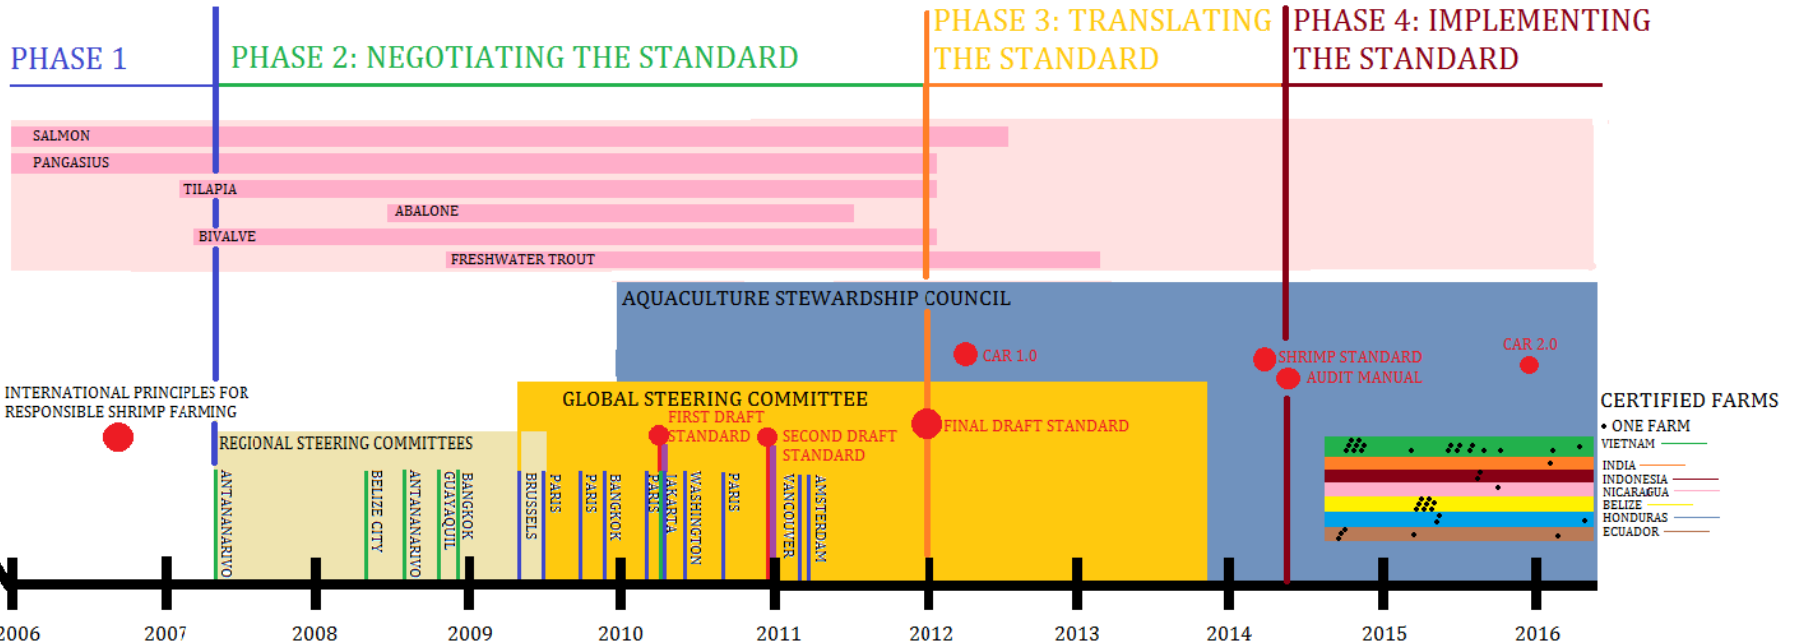 PHASE 1
PHASE 2: NEGOTIATING THE STANDARD
PHASE 3: TRANSLATING
THE STANDARD
PHASE 4: IMPLEMENTING
THE STANDARD
SALMON
PANGASIUS
TILAPIA
ABALONE
BIVALVE
FRESHWATER TROUT
AQUACULTURE STEWARDSHIP COUNCIL
CAR 1.0
SHRIMP STANDARD
AUDIT MANUAL
CAR 2.0
INTERNATIONAL PRINCIPLES FOR
RESPONSIBLE SHRIMP FARMING
GLOBAL STEERING COMMITTEE
FIRST DRAFT
STANDARD
SECOND DRAFT
STANDARD
FINAL DRAFT STANDARD
REGIONAL STEERING COMMITTEES
ANTANANARIVO
BELIZE CITY
ANTANANARIVO
GUAYAQUIL
BANGKOK
BRUSSELS
PARIS
PARIS
BANGKOK
PARIS
JAKARTA
WASHINGTON
PARIS
VANCOUVER
AMSTERDAM
CERTIFIED FARMS
ONE FARM
VIETNAM
INDIA
INDONESIA
NICARAGUA
BELIZE
HONDURAS
ECUADOR
2006
2007
2008
2009
2010
2011
2012
2013
2014
2015
2016